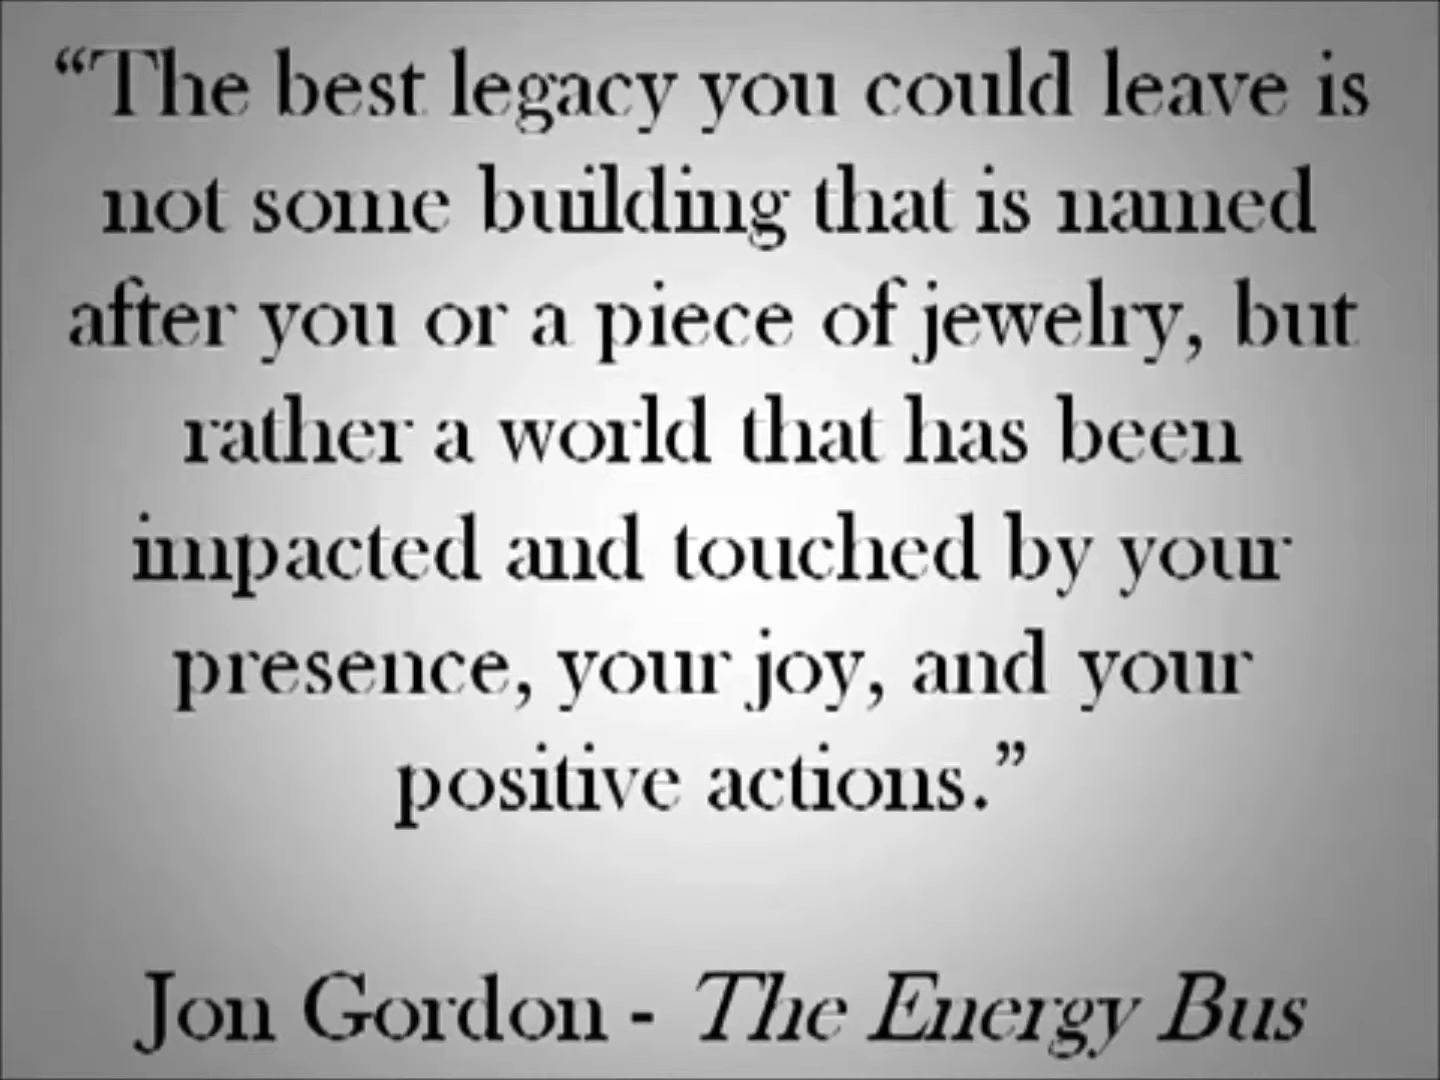 “The best legacy you could leave is
not some building that is named
after you or a piece of jewelry, but
rather a world that has been
impacted and touched by your
presence, your joy, and your
positive actions.”
Jon Gordon - The Energy Bus